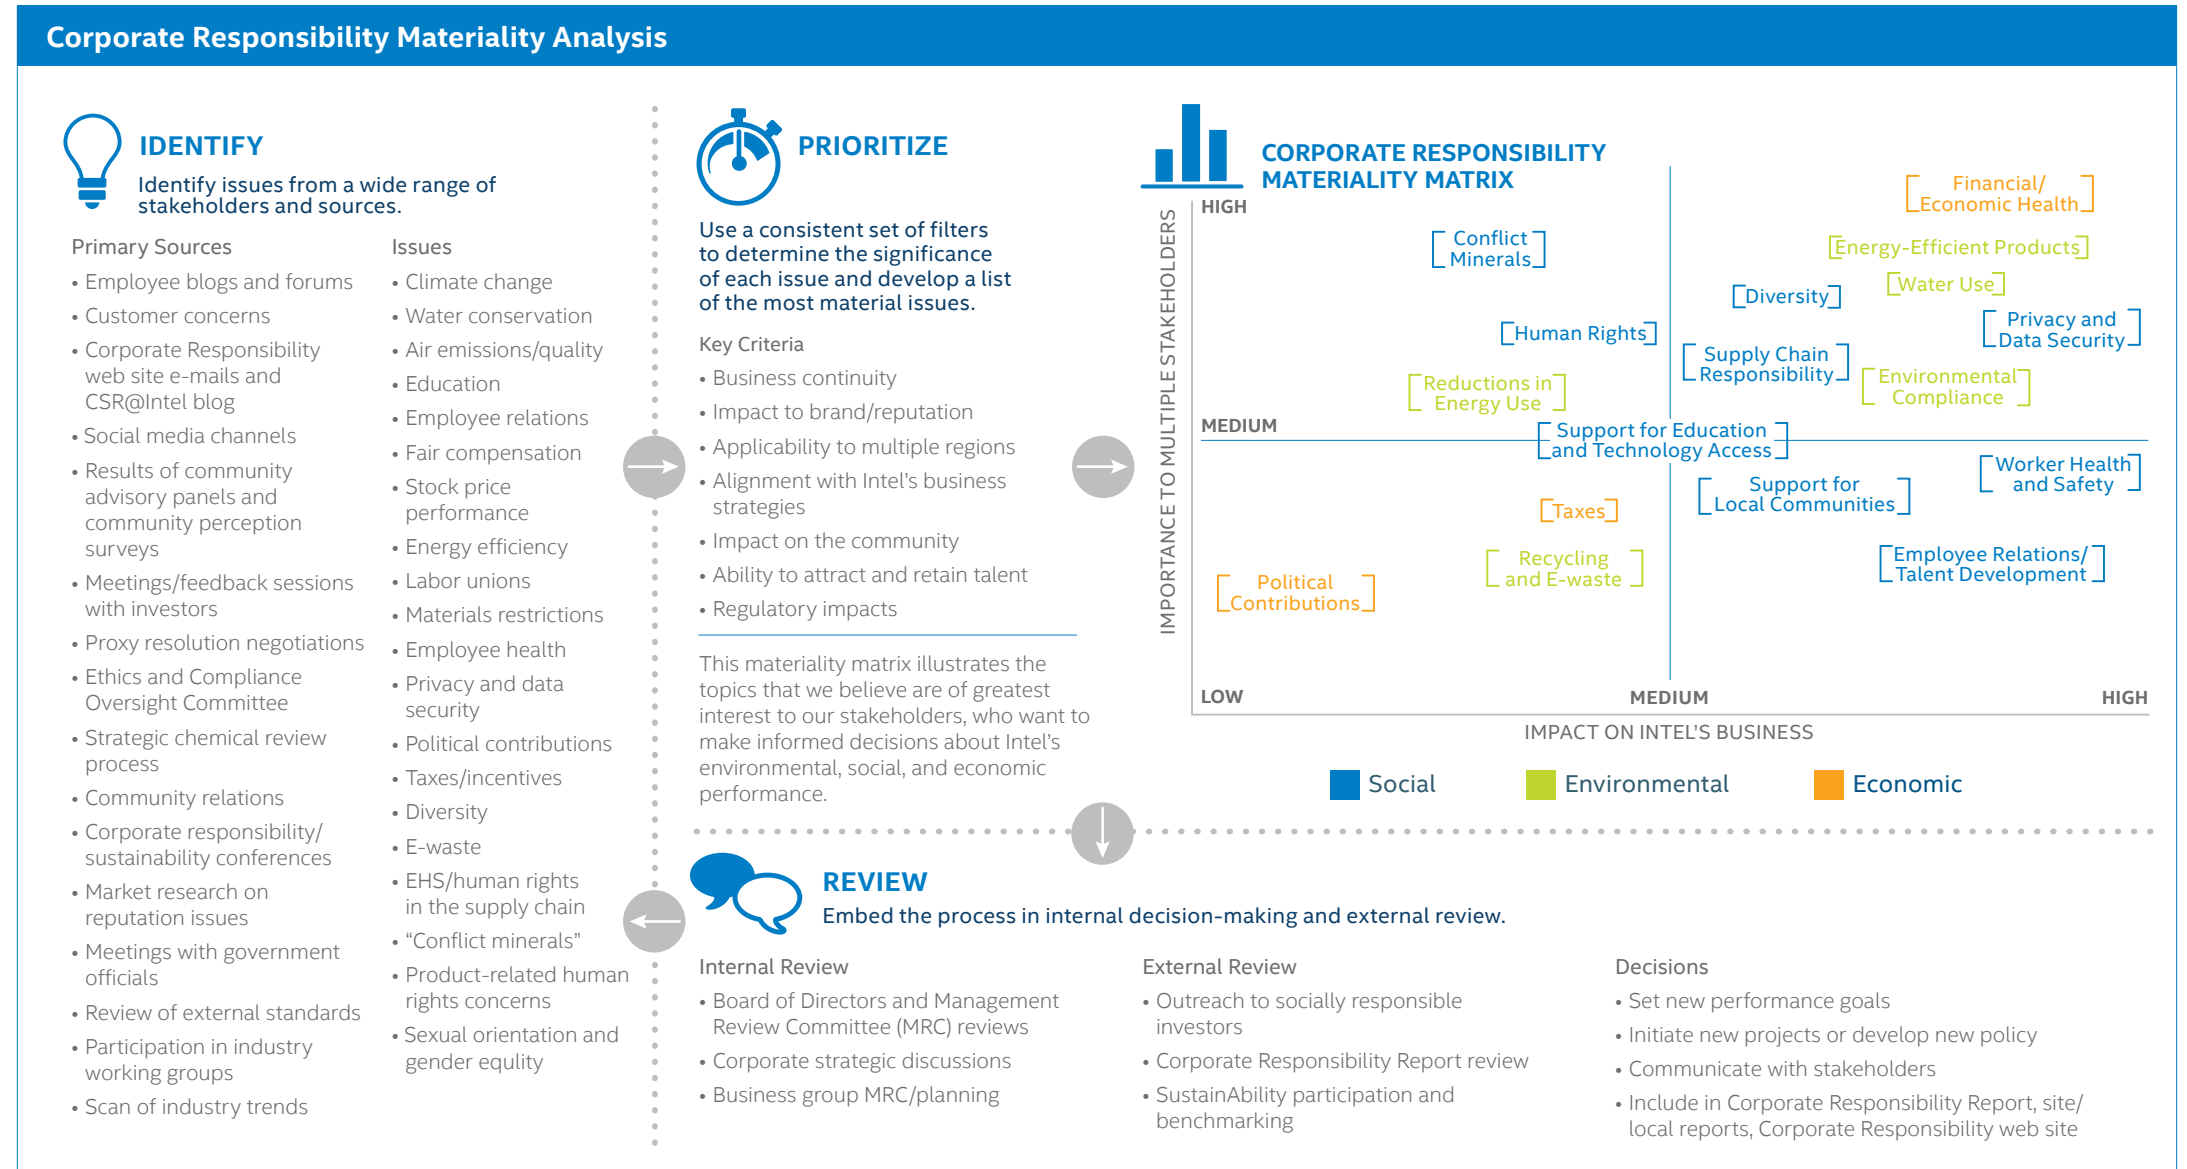 Corporate Responsibility Materiality Analysis
IDENTIFY
Identify issues from a wide range of
stakeholders and sources.
Primary Sources
• Employee blogs and forums
• Customer concerns
• Corporate Responsibility
web site e-mails and
CSR@Intel blog
• Social media channels
• Results of community
advisory panels and
community perception
surveys
• Meetings/feedback sessions
with investors
• Proxy resolution negotiations
• Ethics and Compliance
Oversight Committee
• Strategic chemical review
process
• Community relations
• Corporate responsibility/
sustainability conferences
• Market research on
reputation issues
• Meetings with government
officials
• Review of external standards
• Participation in industry
working groups
• Scan of industry trends
Issues
• Climate change
• Water conservation
• Air emissions/quality
• Education
• Employee relations
• Fair compensation
• Stock price
performance
• Energy efficiency
• Labor unions
• Materials restrictions
• Employee health
• Privacy and data
security
• Political contributions
• Taxes/incentives
• Diversity
• E-waste
• EHS/human rights
in the supply chain
• “Conflict minerals”
• Product-related human
rights concerns
• Sexual orientation and
gender equlity
PRIORITIZE
Use a consistent set of filters
to determine the significance
of each issue and develop a list
of the most material issues.
Key Criteria
• Business continuity
• Impact to brand/reputation
• Applicability to multiple regions
• Alignment with Intel’s business
strategies
• Impact on the community
• Ability to attract and retain talent
• Regulatory impacts
This materiality matrix illustrates the
topics that we believe are of greatest
interest to our stakeholders, who want to
make informed decisions about Intel’s
environmental, social, and economic
performance.
CORPORATE RESPONSIBILITY
MATERIALITY MATRIX
IMPORTANCE TO MULTIPLE STAKEHOLDERS
HIGH
Financial/
Economic Health
Conflict
Minerals
Energy-Efficient Products
Water Use
Diversity
Privacy and
Data Security
Human Rights
Supply Chain
Responsibility
Environmental
Compliance
Reductions in
Energy Use
MEDIUM
Support for Education
and Technology Access
Worker Health
and Safety
Support for
Local Communities
Taxes
Recycling
and E-waste
Employee Relations/
Talent Development
Political
Contributions
LOW
MEDIUM
HIGH
IMPACT ON INTEL’S BUSINESS
Social
Environmental
Economic
REVIEW
Embed the process in internal decision-making and external review.
Internal Review
• Board of Directors and Management
Review Committee (MRC) reviews
• Corporate strategic discussions
• Business group MRC/planning
External Review
• Outreach to socially responsible
investors
• Corporate Responsibility Report review
• SustainAbility participation and
benchmarking
Decisions
• Set new performance goals
• Initiate new projects or develop new policy
• Communicate with stakeholders
• Include in Corporate Responsibility Report, site/
local reports, Corporate Responsibility web site